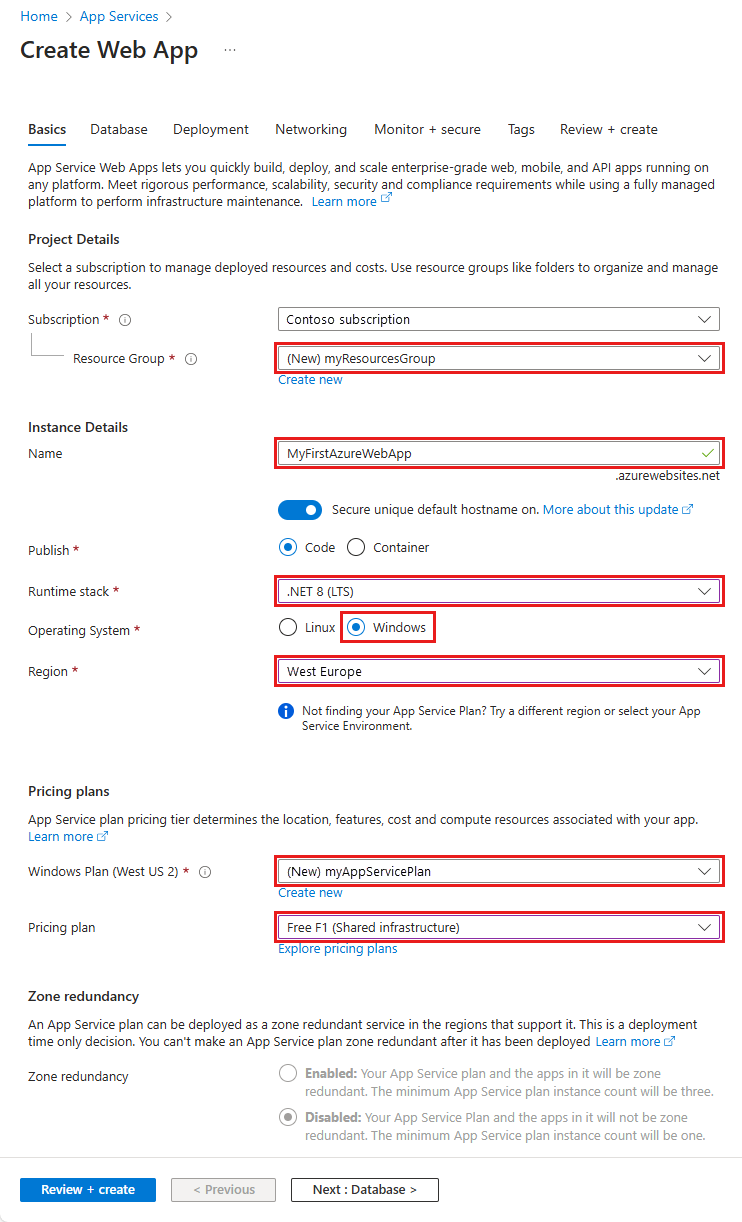 Home > App Services >
Create Web App ...
Basics Database Deployment Networking Monitor + secure Tags Review + create
App Service Web Apps lets you quickly build, deploy, and scale enterprise-grade web, mobile, and API apps running on
any platform. Meet rigorous performance, scalability, security and compliance requirements while using a fully managed
platform to perform infrastructure maintenance. Learn more
Project Details
Select a subscription to manage deployed resources and costs. Use resource groups like folders to organize and manage
all your resources.
Subscription * Contoso subscription
Resource Group * (New) myResourcesGroup
Create new
Instance Details
Name MyFirstAzureWebApp
.azurewebsites.net
Secure unique default hostname on. More about this update
Publish * Code Container
Runtime stack * .NET 8 (LTS)
Operating System * Linux Windows
Region * West Europe
Not finding your App Service Plan? Try a different region or select your App
Service Environment.
Pricing plans
App Service plan pricing tier determines the location, features, cost and compute resources associated with your app.
Learn more
Windows Plan (West US 2) * (New) myAppServicePlan
Create new
Pricing plan Free F1 (Shared infrastructure)
Explore pricing plans
Zone redundancy
An App Service plan can be deployed as a zone redundant service in the regions that support it. This is a deployment
time only decision. You can't make an App Service plan zone redundant after it has been deployed Learn more
Zone redundancy Enabled: Your App Service plan and the apps in it will be zone
redundant. The minimum App Service plan instance count will be three.
Disabled: Your App Service Plan and the apps in it will not be zone
redundant. The minimum App Service plan instance count will be one.
Review + create < Previous Next : Database >